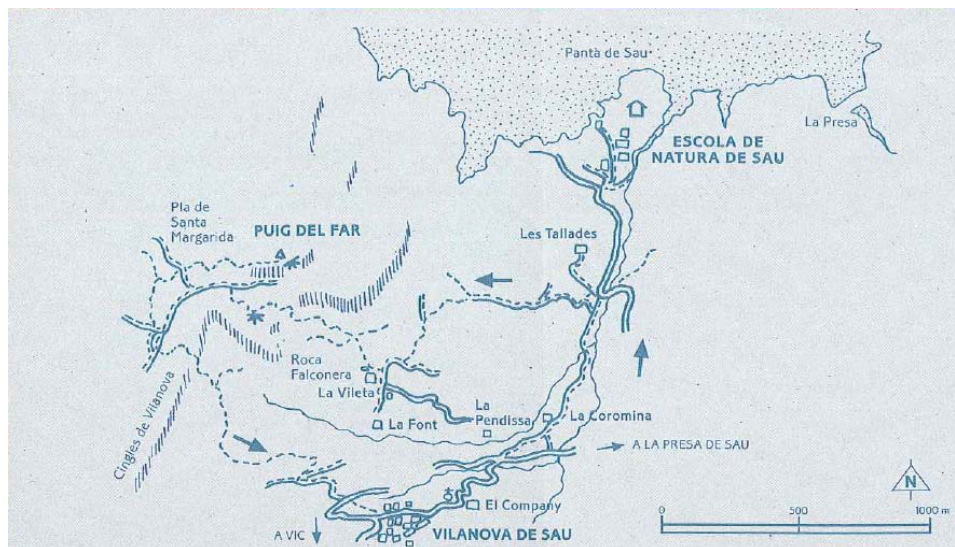 Pantà de Sau
La Presa
ESCOLA DE
NATURA DE SAU
Pla de
Santa
Margarida
PUIG DEL FAR
Les Tallades
Roca
Falconera
La Vileta
La Font
La
Pendissa
La Coromina
Cingles de Vilanova
A LA PRESA DE SAU
El Company
A VIC
VILANOVA DE SAU
N
0 500 1000 m